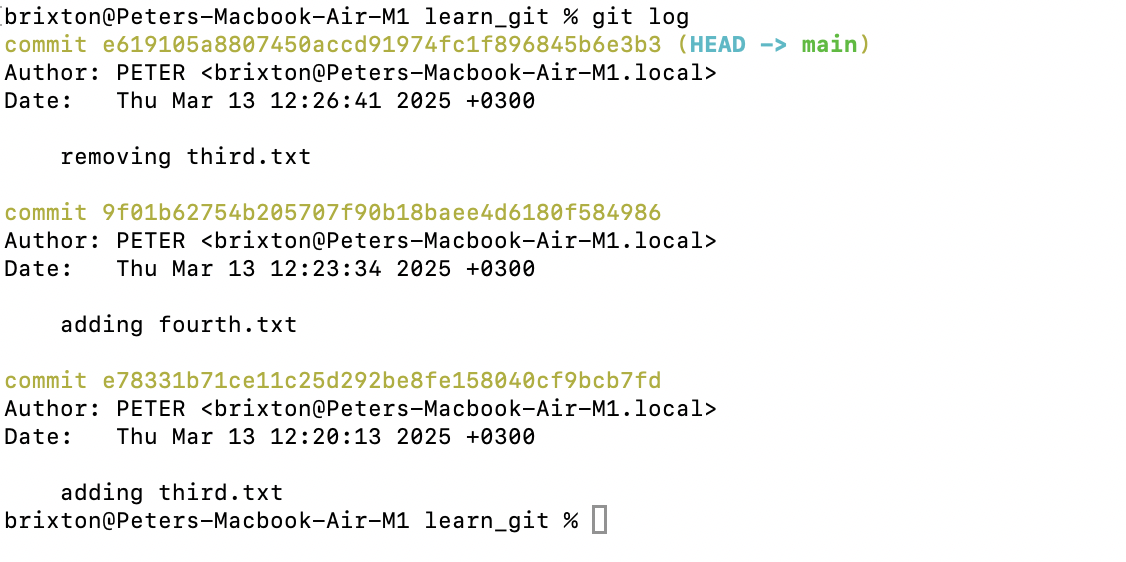 brixton@Peters-Macbook-Air-M1 learn_git % git log
commit e619105a8807450accd91974fc1f896845b6e3b3 (HEAD -> main)
Author: PETER <brixton@Peters-Macbook-Air-M1.local>
Date:   Thu Mar 13 12:26:41 2025 +0300
    removing third.txt
commit 9f01b62754b205707f90b18baee4d6180f584986
Author: PETER <brixton@Peters-Macbook-Air-M1.local>
Date:   Thu Mar 13 12:23:34 2025 +0300
    adding fourth.txt
commit e78331b71ce11c25d292be8fe158040cf9bcb7fd
Author: PETER <brixton@Peters-Macbook-Air-M1.local>
Date:   Thu Mar 13 12:20:13 2025 +0300
    adding third.txt
brixton@Peters-Macbook-Air-M1 learn_git %